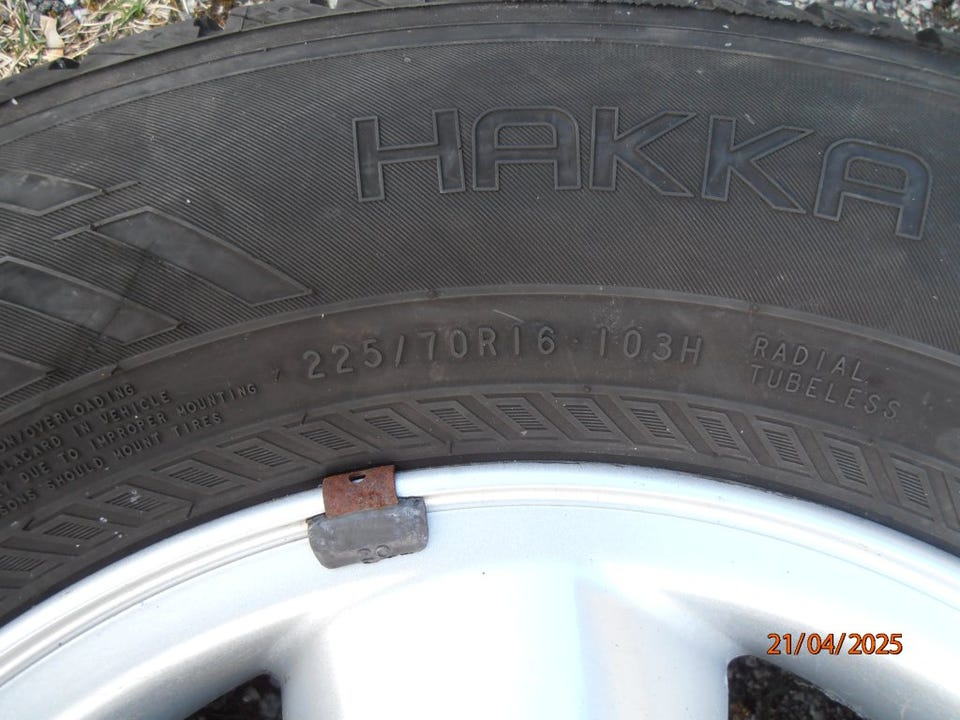 HAKKA
225/70R16 103H
RADIAL
TUBELESS
ON/OVERLOADING
PLACARD IN VEHICLE
DUE TO IMPROPER MOUNTING
SONS SHOULD MOUNT TIRES
20
21/04/2025